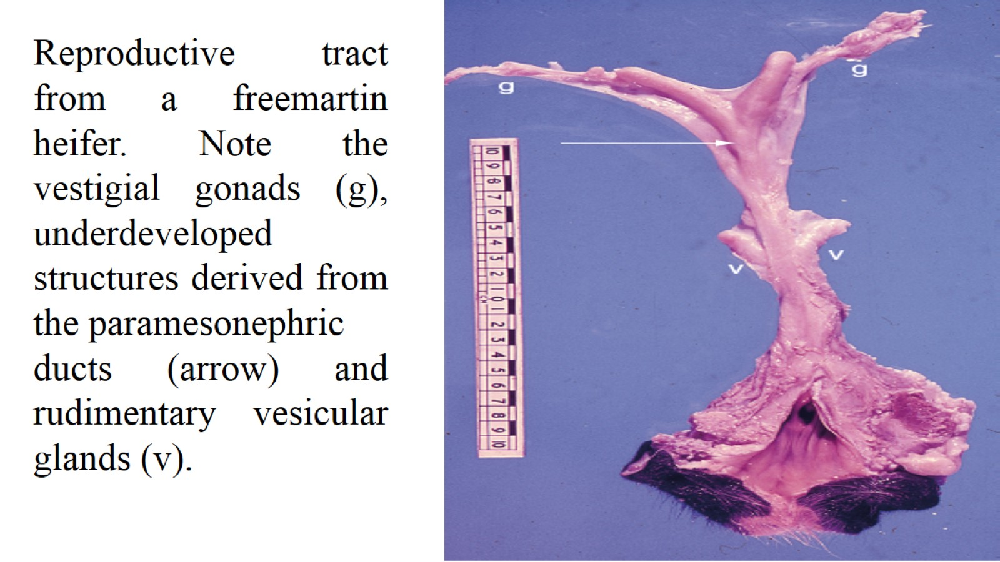 Reproductive tract
from a freemartin
heifer. Note the
vestigial gonads (g),
underdeveloped
structures derived from
the paramesonephric
ducts (arrow) and
rudimentary vesicular
glands (v).
g
g
v
v
10
9
8
7
6
5
4
3
2
1
0
CM
1
2
3
4
5
6
7
8
9
10